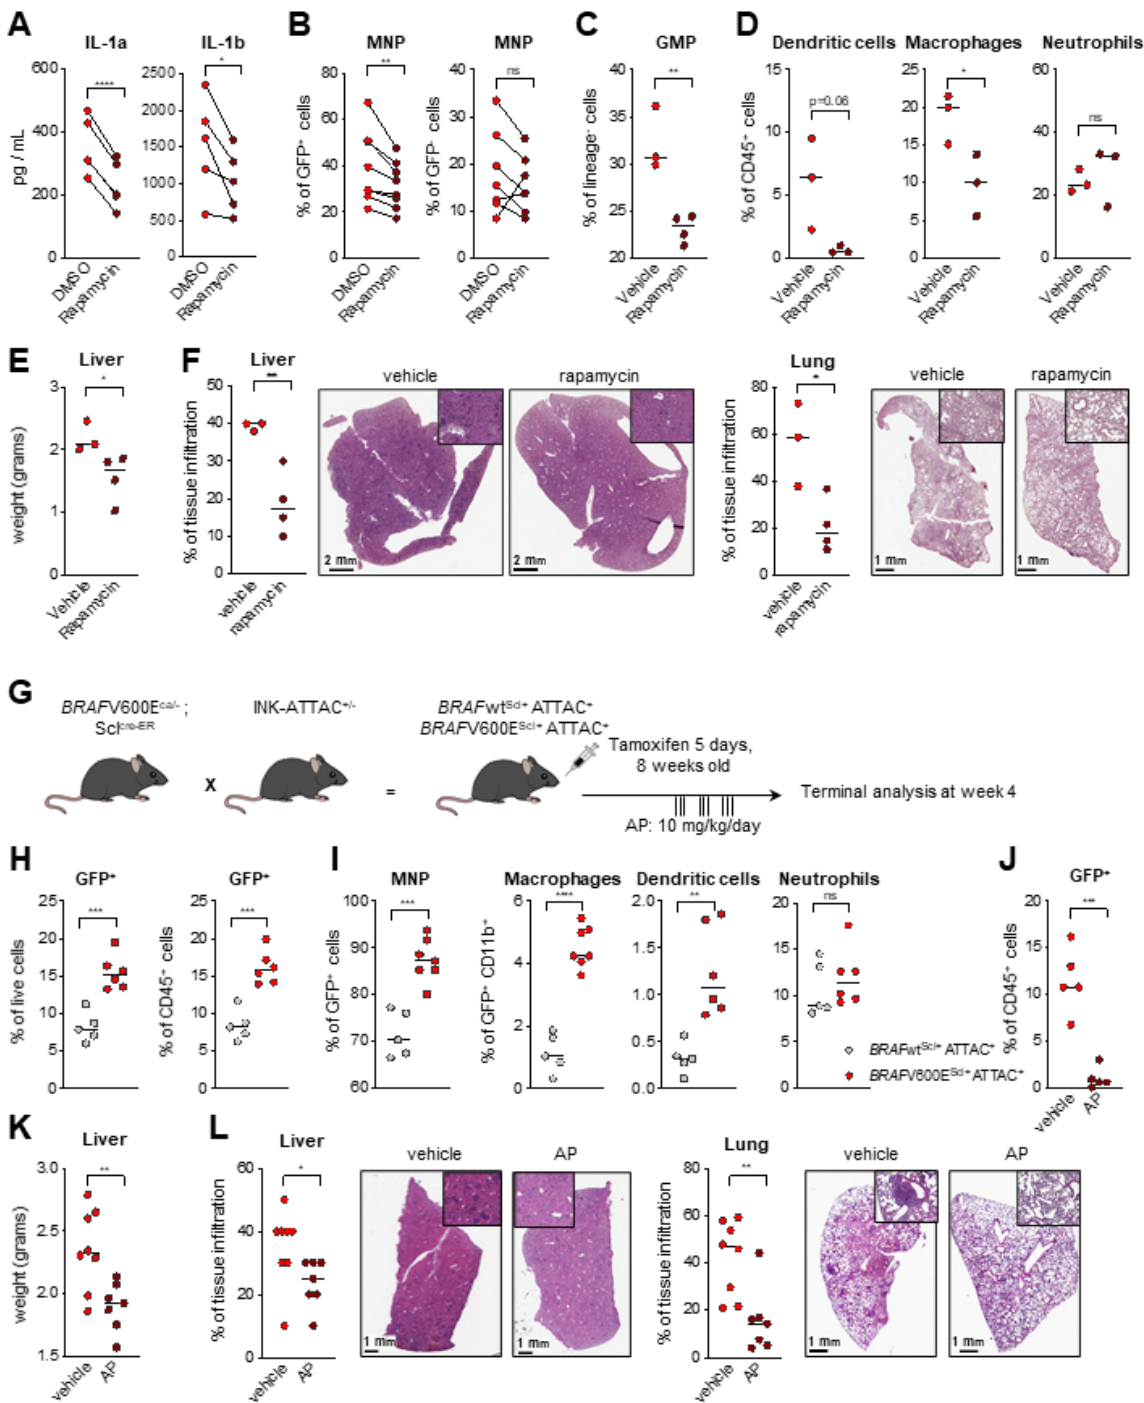 A
IL-1a
IL-1b
pg / mL
600
400
200
0
****
DMSO
Rapamycin
2500
2000
1500
1000
500
0
*
DMSO
Rapamycin
B
MNP
MNP
% of GFP⁺ cells
80
60
40
20
0
**
DMSO
Rapamycin
% of GFP⁻ cells
40
30
20
10
0
ns
DMSO
Rapamycin
C
GMP
% of lineage⁻ cells
40
35
30
25
20
**
Vehicle
Rapamycin
D
Dendritic cells
Macrophages
Neutrophils
% of CD45⁺ cells
15
10
5
0
p=0.06
Vehicle
Rapamycin
25
20
15
10
5
0
*
Vehicle
Rapamycin
60
40
20
0
ns
Vehicle
Rapamycin
E
Liver
weight (grams)
3
2
1
0
*
Vehicle
Rapamycin
F
Liver
% of tissue infiltration
50
40
30
20
10
0
**
vehicle
rapamycin
vehicle
2 mm
rapamycin
2 mm
Lung
% of tissue infiltration
80
60
40
20
0
*
vehicle
rapamycin
vehicle
1 mm
rapamycin
1 mm
G
BRAFV600Eᶜᵃ/⁻ ;
Sclᶜʳᵉ⁻ᴱᴿ
X
INK-ATTAC⁺/⁻
=
BRAFwtˢᶜˡ⁺ ATTAC⁺
BRAFV600Eˢᶜˡ⁺ ATTAC⁺
Tamoxifen 5 days,
8 weeks old
AP: 10 mg/kg/day
Terminal analysis at week 4
H
GFP⁺
GFP⁺
% of live cells
25
20
15
10
5
0
***
% of CD45⁺ cells
25
20
15
10
5
0
***
I
MNP
Macrophages
Dendritic cells
Neutrophils
% of GFP⁺ cells
100
90
80
70
60
***
% of GFP⁺ CD11b⁺
6
4
2
0
****
2.0
1.5
1.0
0.5
0.0
**
20
15
10
5
0
ns
BRAFwtˢᶜˡ⁺ ATTAC⁺
BRAFV600Eˢᶜˡ⁺ ATTAC⁺
J
GFP⁺
% of CD45⁺ cells
20
15
10
5
0
***
vehicle
AP
K
Liver
weight (grams)
3.0
2.5
2.0
1.5
**
vehicle
AP
L
Liver
% of tissue infiltration
60
40
20
0
*
vehicle
AP
vehicle
1 mm
AP
1 mm
Lung
% of tissue infiltration
80
60
40
20
0
**
vehicle
AP
vehicle
1 mm
AP
1 mm